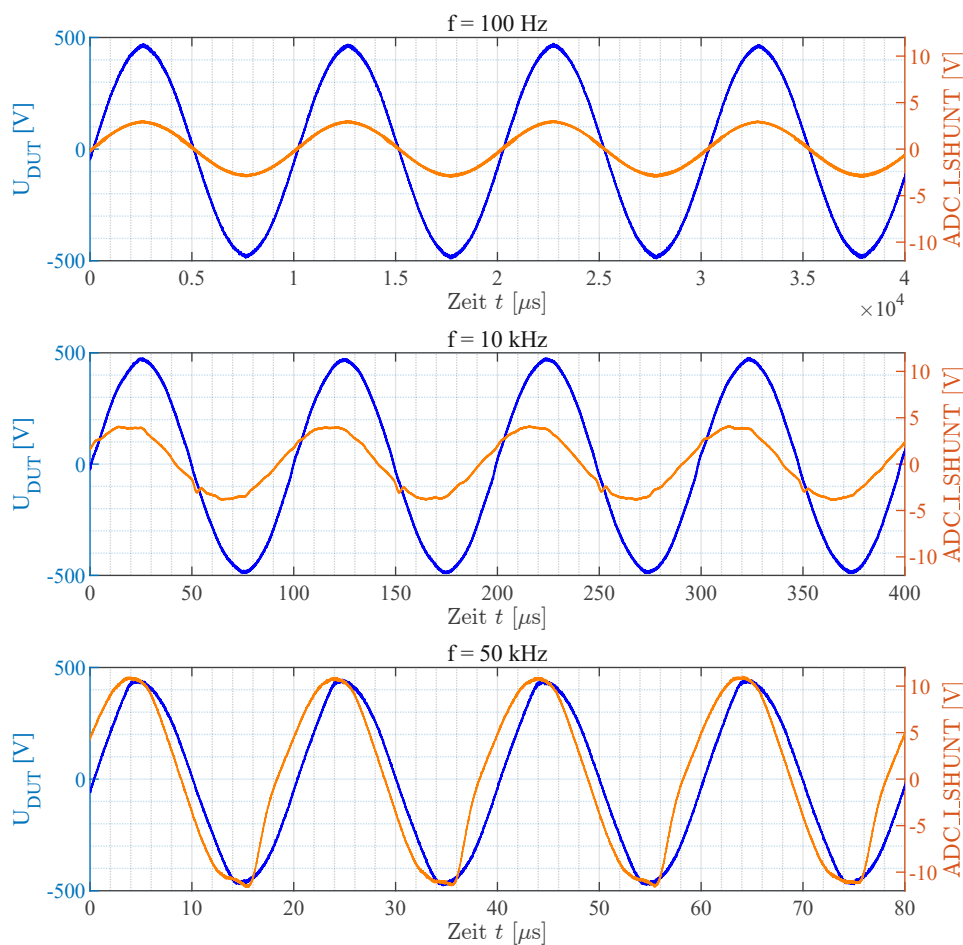 f = 100 Hz
500
0
-500
U_DUT [V]
10
5
0
-5
-10
ADC_I_SHUNT [V]
0 0.5 1 1.5 2 2.5 3 3.5 4
Zeit t [μs]
×10^4
f = 10 kHz
500
0
-500
U_DUT [V]
10
5
0
-5
-10
ADC_I_SHUNT [V]
0 50 100 150 200 250 300 350 400
Zeit t [μs]
f = 50 kHz
500
0
-500
U_DUT [V]
10
5
0
-5
-10
ADC_I_SHUNT [V]
0 10 20 30 40 50 60 70 80
Zeit t [μs]